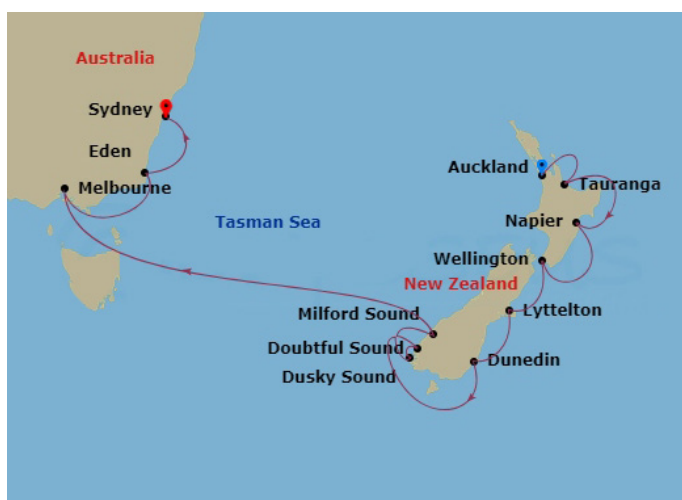 Australia
Sydney
Eden
Melbourne
Tasman Sea
Auckland
Tauranga
Napier
Wellington
New Zealand
Milford Sound
Lyttelton
Doubtful Sound
Dunedin
Dusky Sound